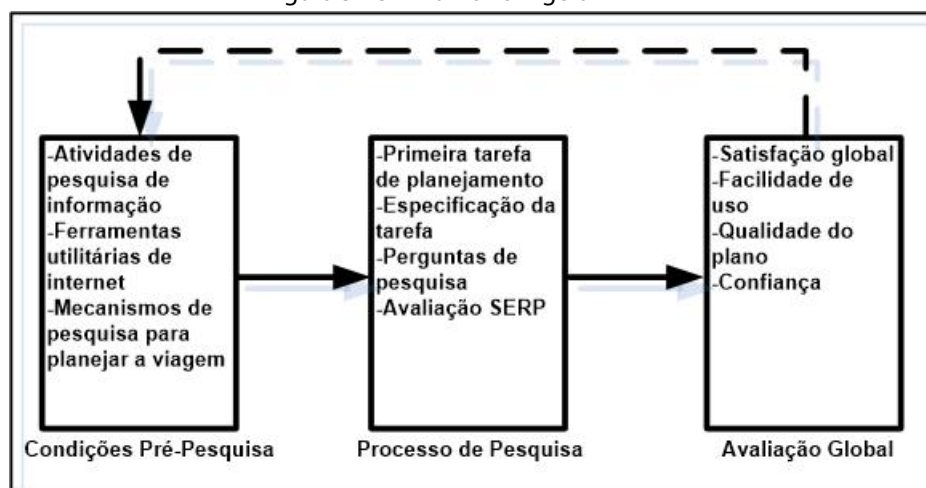 -Atividades de
pesquisa de
informação
-Ferramentas
utilitárias de
internet
-Mecanismos de
pesquisa para
planejar a viagem
Condições Pré-Pesquisa
-Primeira tarefa
de planejamento
-Especificação da
tarefa
-Perguntas de
pesquisa
-Avaliação SERP
Processo de Pesquisa
-Satisfação global
-Facilidade de
uso
-Qualidade do
plano
-Confiança
Avaliação Global